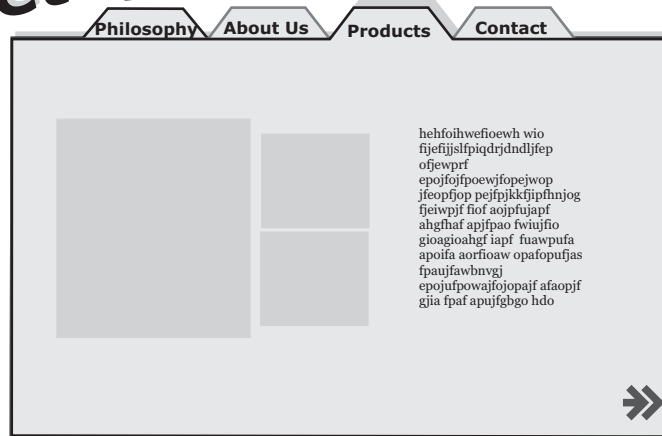 Philosophy About Us Products Contact
hehfoihwefioewh wio
fijefijjslfpiqdrjdndljfep
ofjewprf
epojfojfpoewjfopejwop
jfeopfjop pejfpjkkfjipfhnjog
fjeiwpjf fiof aojpfujapf
ahgfhaf apjfpao fwiujfio
gioagioahgf iapf fuawpufa
apoifa aorfioaw opafopufjas
fpaujfawbnvgj
epojufpowajfojopajf afaopjf
gjia fpaf apujfgbgo hdo